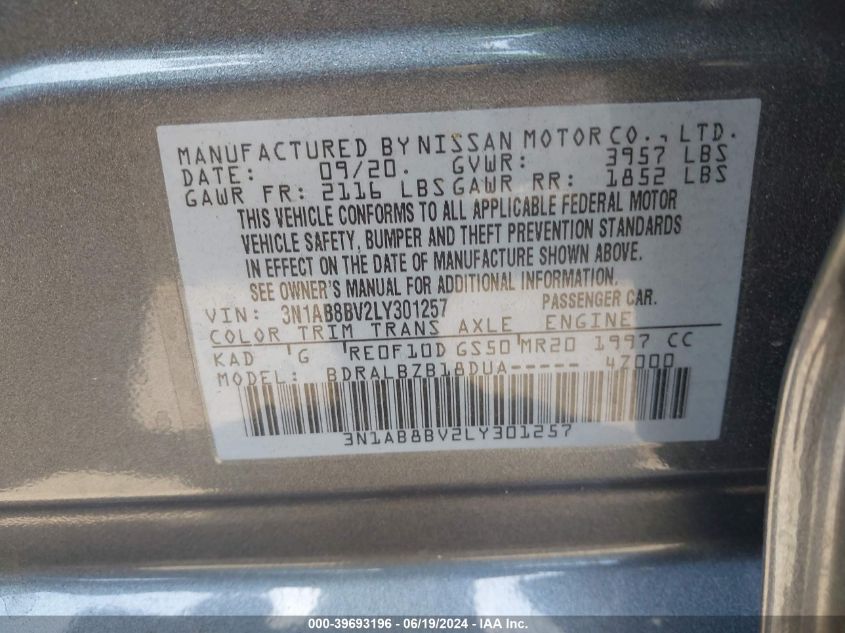 MANUFACTURED BY NISSAN MOTOR CO., LTD.
DATE: 09/20. GVWR: 3957 LBS
GAWR FR: 2116 LBS GAWR RR: 1852 LBS
THIS VEHICLE CONFORMS TO ALL APPLICABLE FEDERAL MOTOR
VEHICLE SAFETY, BUMPER AND THEFT PREVENTION STANDARDS
IN EFFECT ON THE DATE OF MANUFACTURE SHOWN ABOVE.
SEE OWNER'S MANUAL FOR ADDITIONAL INFORMATION.
VIN: 3N1AB8BV2LY301257 PASSENGER CAR.
COLOR TRIM TRANS AXLE ENGINE
KAD G RE0F10D GS50 MR20 1997 CC
MODEL: BDRALBZB18DUA----- 4Z000
3N1AB8BV2LY301257
000-39693196 - 06/19/2024 - IAA Inc.